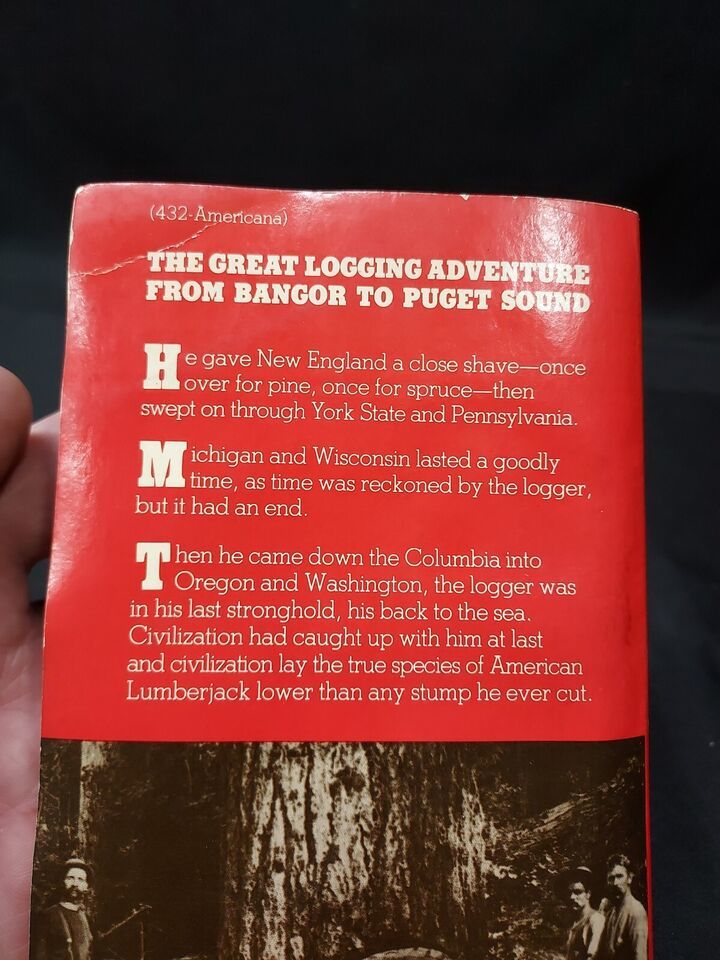 (432-Americana)
THE GREAT LOGGING ADVENTURE
FROM BANGOR TO PUGET SOUND
He gave New England a close shave—once
over for pine, once for spruce—then
swept on through York State and Pennsylvania.
Michigan and Wisconsin lasted a goodly
time, as time was reckoned by the logger,
but it had an end.
Then he came down the Columbia into
Oregon and Washington, the logger was
in his last stronghold, his back to the sea.
Civilization had caught up with him at last
and civilization lay the true species of American
Lumberjack lower than any stump he ever cut.